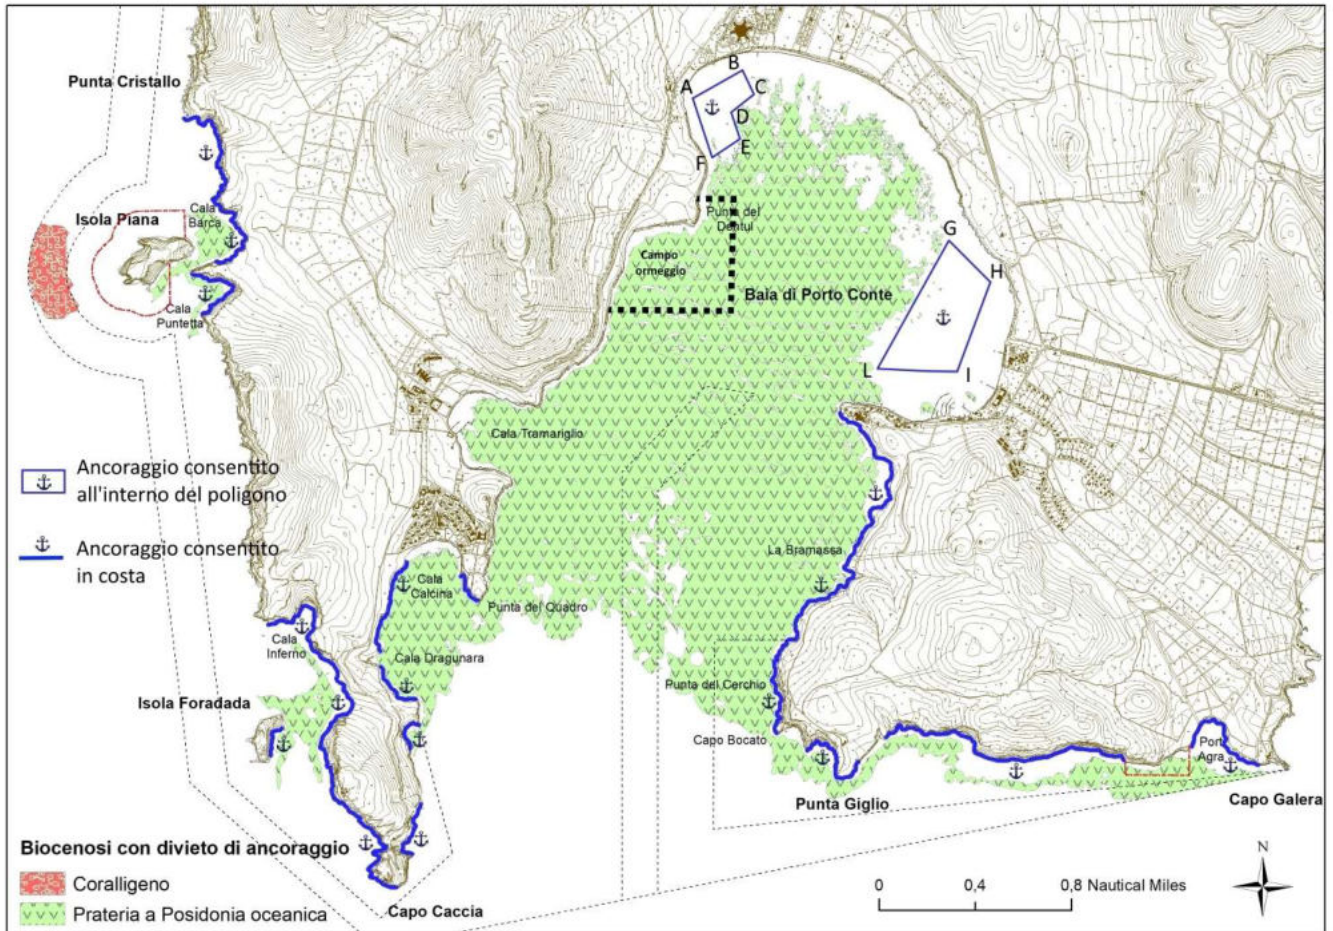 Punta Cristallo
B
A
C
D
E
F
Isola Piana
Cala
Barca
Punta del
Dentul
G
Campo
ormeggio
H
Baia di Porto Conte
Cala
Puntetta
L
I
Cala Tramariglio
Ancoraggio consentito
all'interno del poligono
Ancoraggio consentito
in costa
La Bramassa
Cala
Calcina
Punta del Quadro
Cala
Inferno
Cala Dragunara
Punta del Cerchio
Isola Foradada
Capo Bocato
Port
Agra
Punta Giglio
Capo Galera
Biocenosi con divieto di ancoraggio
Coralligeno
Prateria a Posidonia oceanica
Capo Caccia
0 0,4 0,8 Nautical Miles
N